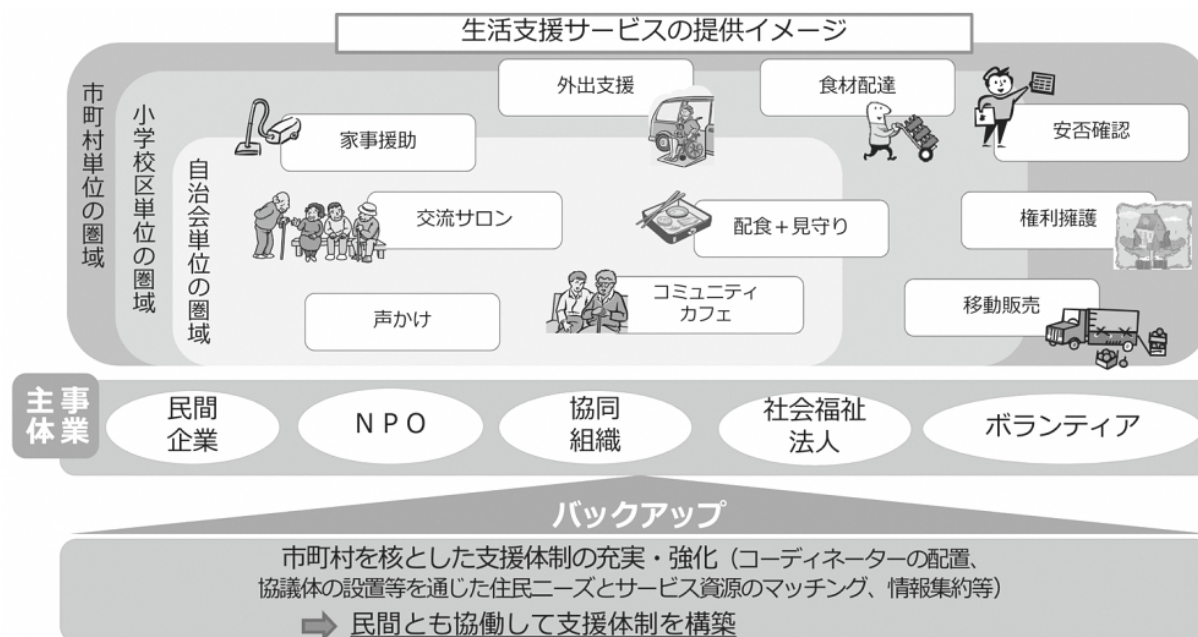 生活支援サービスの提供イメージ
市町村単位の圏域
小学校区単位の圏域
自治会単位の圏域
外出支援
食材配達
安否確認
家事援助
交流サロン
配食＋見守り
権利擁護
声かけ
コミュニティ
カフェ
移動販売
事業
主体
民間
企業
ＮＰＯ
協同
組織
社会福祉
法人
ボランティア
バックアップ
市町村を核とした支援体制の充実・強化（コーディネーターの配置、
協議体の設置等を通じた住民ニーズとサービス資源のマッチング、情報集約等）
民間とも協働して支援体制を構築